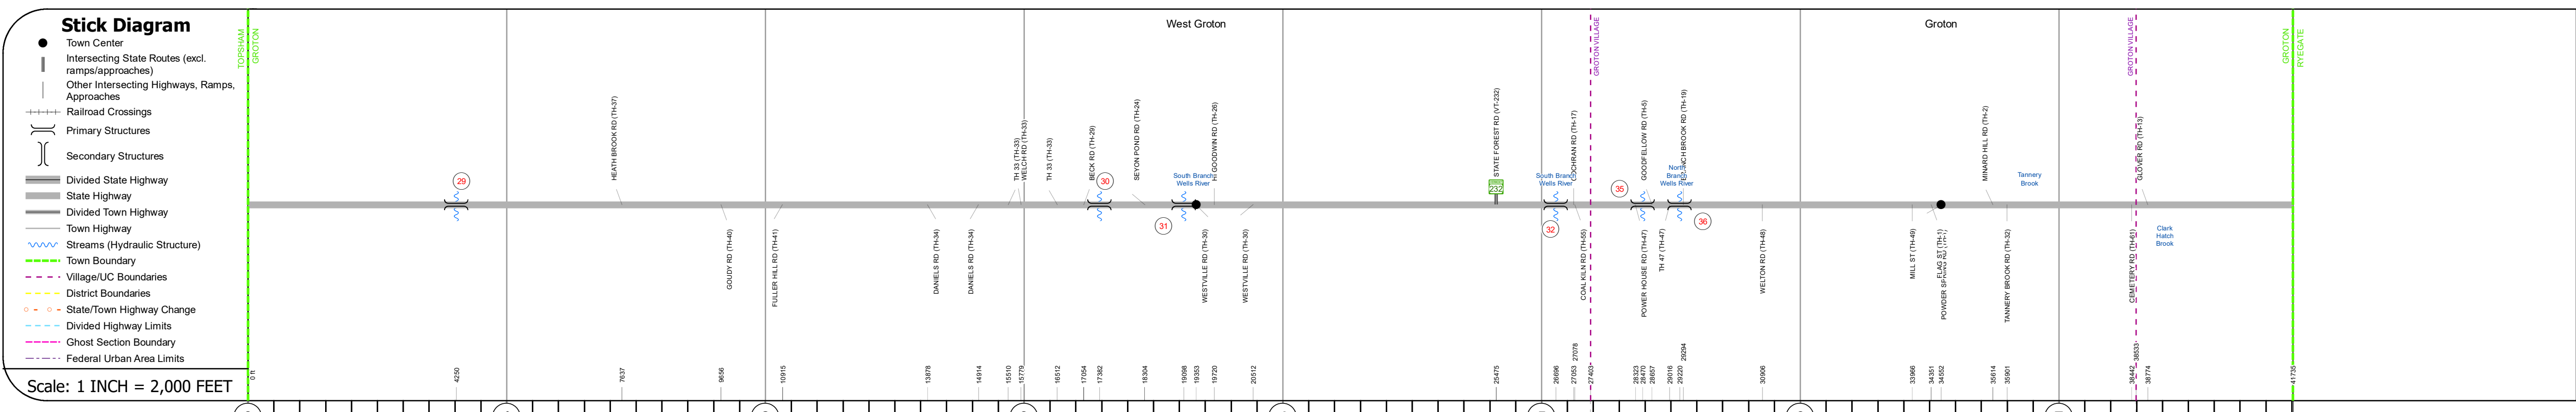 Stick Diagram
Town Center
Intersecting State Routes (excl.
ramps/approaches)
Other Intersecting Highways, Ramps,
Approaches
Railroad Crossings
Primary Structures
Secondary Structures
Divided State Highway
State Highway
Divided Town Highway
Town Highway
Streams (Hydraulic Structure)
Town Boundary
Village/UC Boundaries
District Boundaries
State/Town Highway Change
Divided Highway Limits
Ghost Section Boundary
Federal Urban Area Limits
Scale: 1 INCH = 2,000 FEET
West Groton
Groton
TOPSHAM
GROTON
GROTON VILLAGE
GROTON VILLAGE
GROTON
RYEGATE
HEATH BROOK RD (TH-37)
TH 33 (TH-33)
WELCH RD (TH-33)
TH 33 (TH-33)
BECK RD (TH-29)
SEYON POND RD (TH-24)
GOODWIN RD (TH-26)
STATE FOREST RD (VT-232)
COCHRAN RD (TH-17)
GOODFELLOW RD (TH-5)
BROOK RD (TH-19)
MINARD HILL RD (TH-2)
GLOVER RD (TH-13)
29
30
South Branch
Wells River
31
232
South Branch
Wells River
32
35
North
Branch
Wells River
36
Tannery
Brook
Clark
Hatch
Brook
GOUDY RD (TH-40)
FULLER HILL RD (TH-41)
DANIELS RD (TH-34)
DANIELS RD (TH-34)
WESTVILLE RD (TH-30)
WESTVILLE RD (TH-30)
COAL KILN RD (TH-55)
POWER HOUSE RD (TH-47)
TH 47 (TH-47)
WELTON RD (TH-48)
MILL ST (TH-49)
FLAG ST (TH-1)
POWDER SPRING RD (TH-1)
TANNERY BROOK RD (TH-32)
CEMETERY RD (TH-61)
0 ft
4250
7637
9656
10915
13878
14914
15510
15779
16512
17054
17382
18304
19098
19353
19720
20512
25475
26696
27053
27078
27403
28323
28470
28657
29016
29220
29294
30906
33966
34351
34552
35614
35901
38442
38533
38774
41735